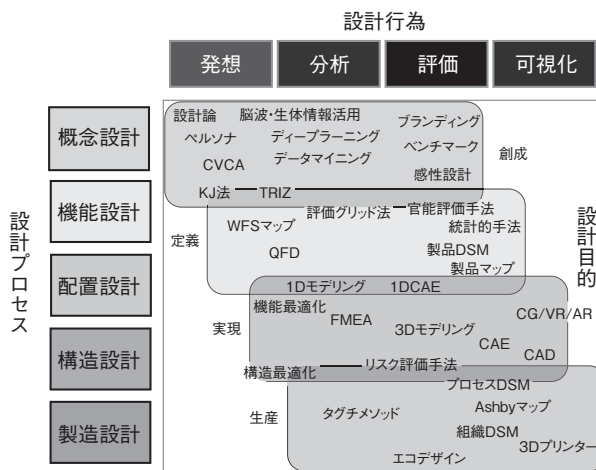 設計行為
発想 分析 評価 可視化
設計プロセス
概念設計
機能設計
配置設計
構造設計
製造設計
設計目的
設計論 脳波・生体情報活用 ブランディング
ペルソナ ディープラーニング ベンチマーク
CVCA データマイニング 創成
感性設計
KJ法 TRIZ
評価グリッド法 官能評価手法
定義 WFSマップ 統計的手法
QFD 製品DSM
製品マップ
1Dモデリング 1DCAE
機能最適化 CG/VR/AR
実現 FMEA 3Dモデリング
CAE
CAD
構造最適化 リスク評価手法
プロセスDSM
生産 タグチメソッド Ashbyマップ
組織DSM
3Dプリンター
エコデザイン